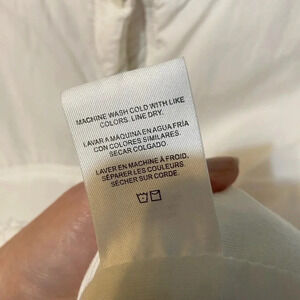 MACHINE WASH COLD WITH LIKE
COLORS. LINE DRY.
LAVAR A MÁQUINA EN AGUA FRÍA
CON COLORES SIMILARES.
SECAR COLGADO
LAVER EN MACHINE À FROID.
SÉPARER LES COULEURS.
SÉCHER SUR CORDE.